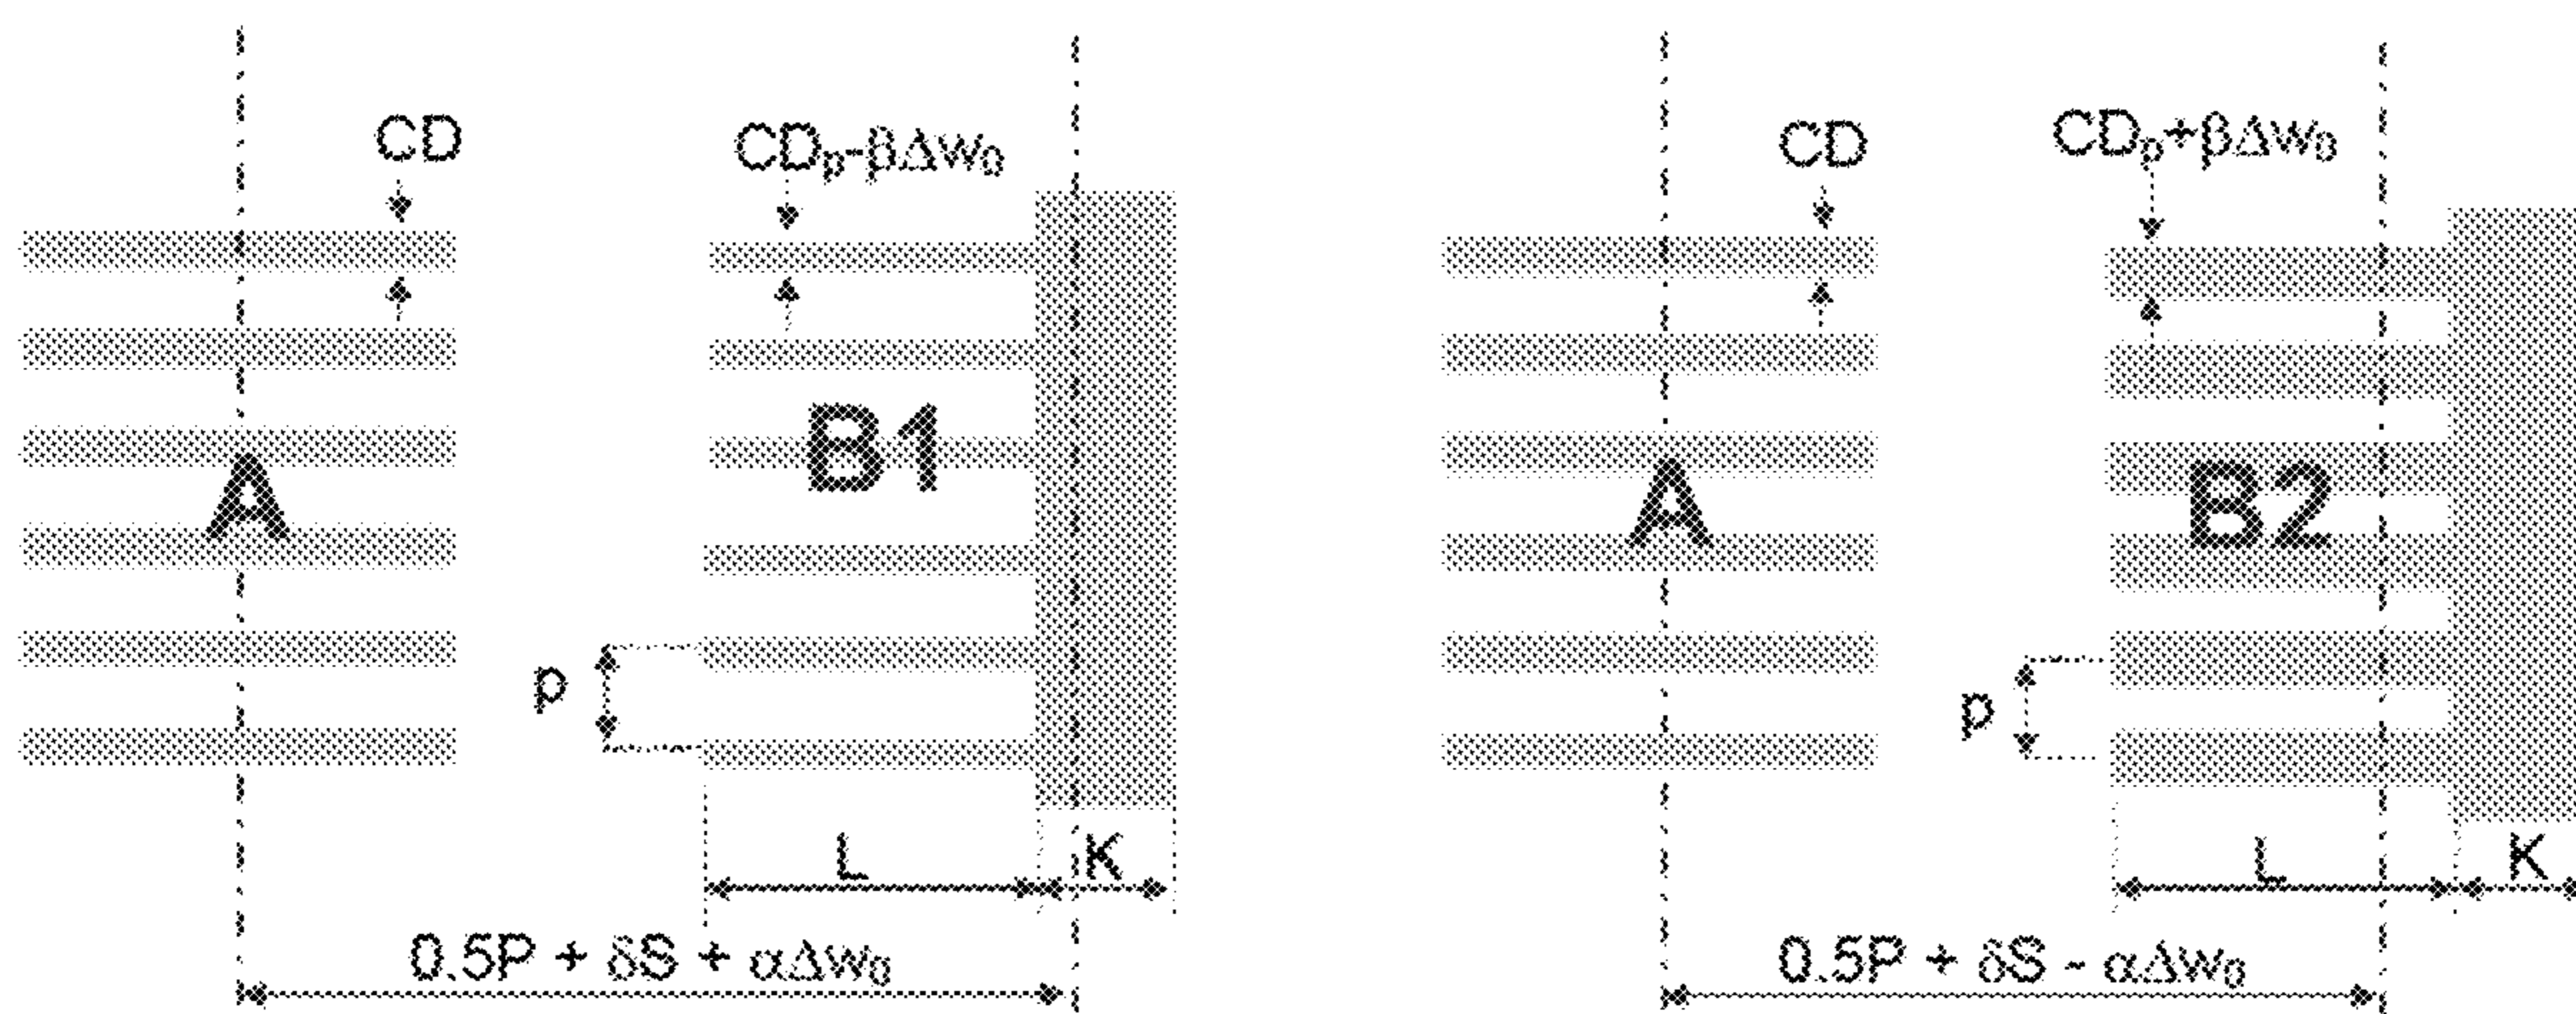 CD
CDp-βΔw0
CD
CDp+βΔw0
A
B1
A
B2
p
p
L
K
L
K
0.5P + δS + αΔw0
0.5P + δS - αΔw0